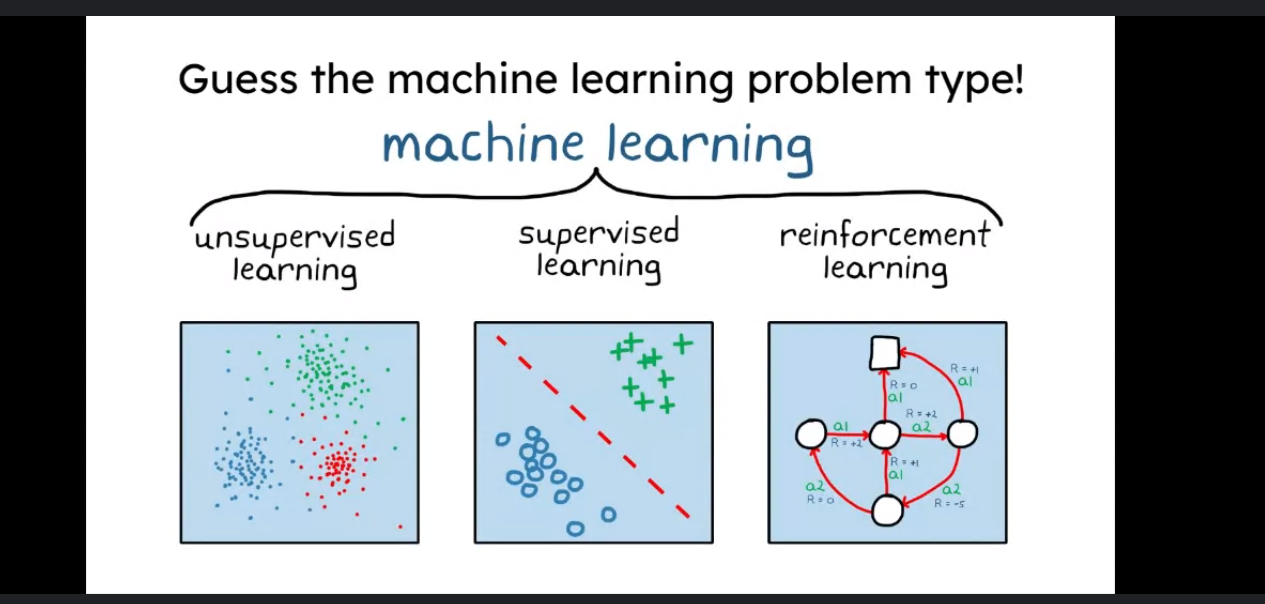 Guess the machine learning problem type!
machine learning
unsupervised
learning
supervised
learning
reinforcement
learning
R = +1
a1
R = 0
a1
R = +2
a2
a1
R = +2
R = +1
a1
a2
R = 0
a2
R = -5